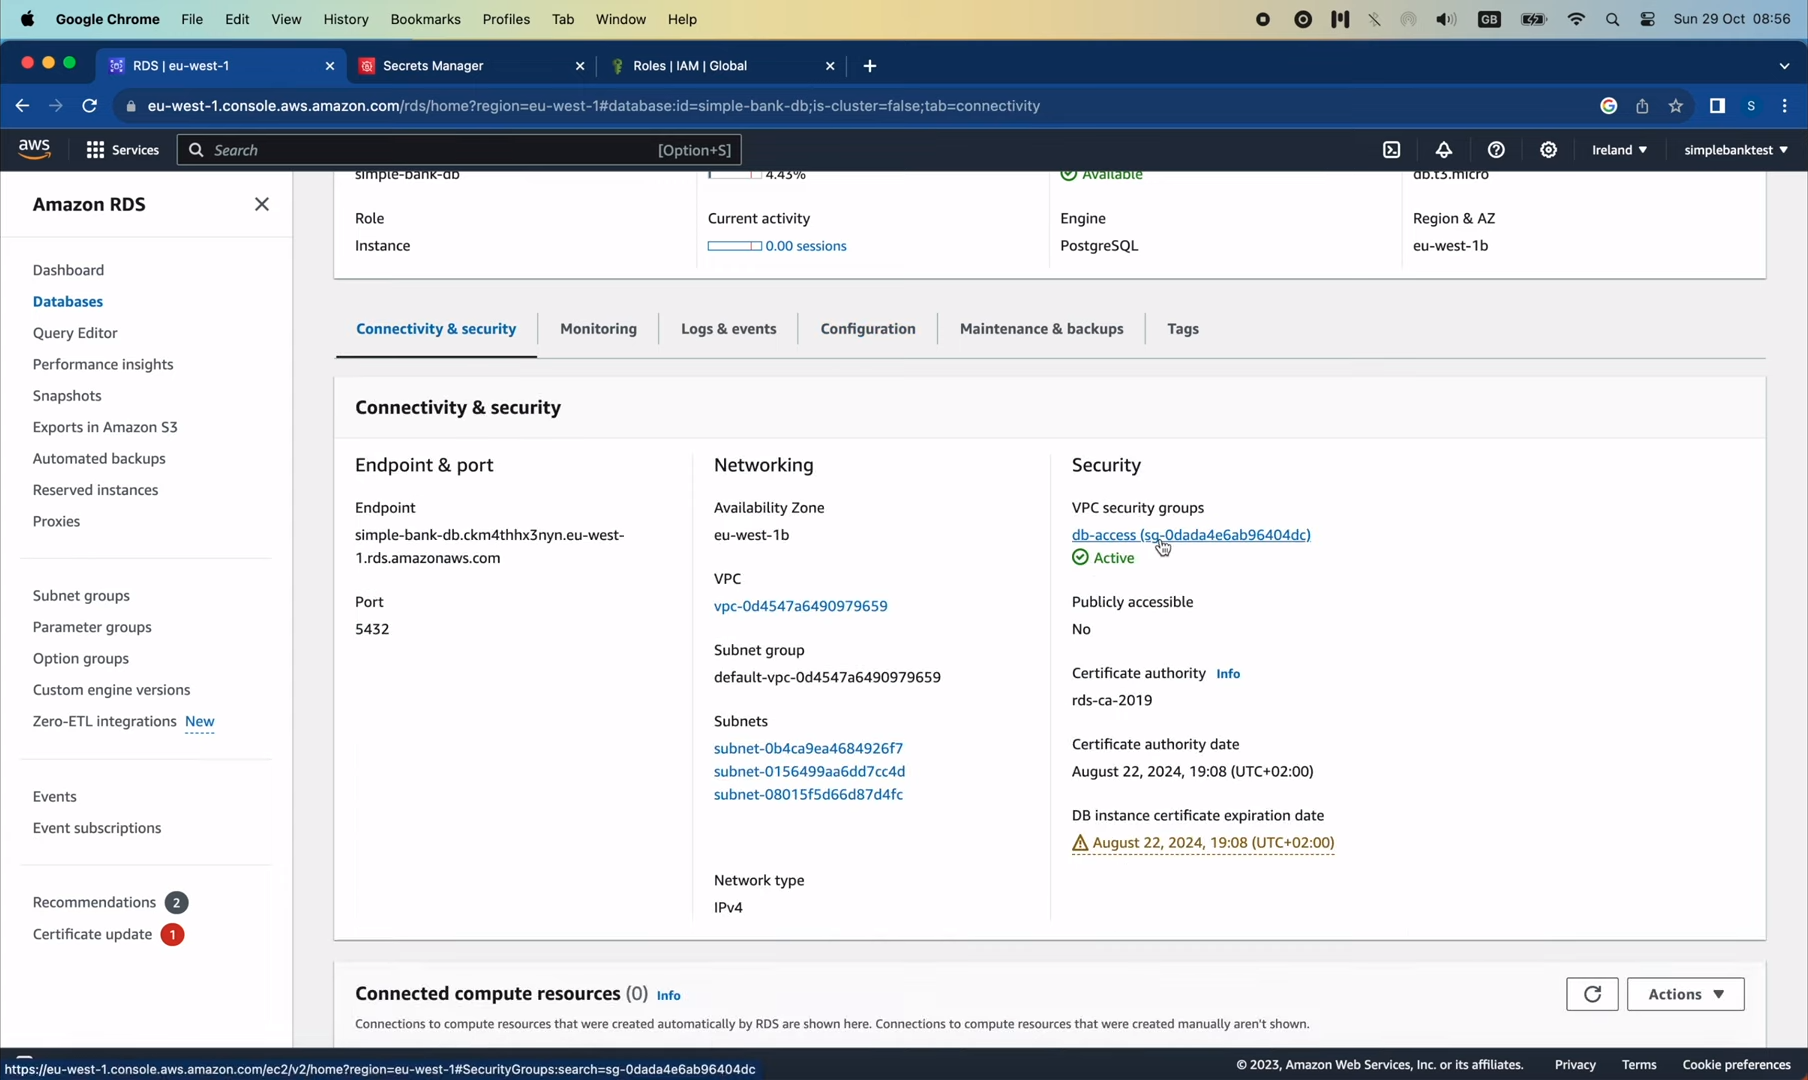 Google Chrome File Edit View History Bookmarks Profiles Tab Window Help GB Sun 29 Oct 08:56
RDS | eu-west-1 Secrets Manager Roles | IAM | Global
eu-west-1.console.aws.amazon.com/rds/home?region=eu-west-1#database:id=simple-bank-db;is-cluster=false;tab=connectivity S
aws Services Search [Option+S] Ireland simplebanktest
Amazon RDS
Dashboard
Databases
Query Editor
Performance insights
Snapshots
Exports in Amazon S3
Automated backups
Reserved instances
Proxies
Subnet groups
Parameter groups
Option groups
Custom engine versions
Zero-ETL integrations New
Events
Event subscriptions
Recommendations 2
Certificate update 1
simple-bank-db 4.43% Available db.t3.micro
Role Current activity Engine Region & AZ
Instance 0.00 sessions PostgreSQL eu-west-1b
Connectivity & security Monitoring Logs & events Configuration Maintenance & backups Tags
Connectivity & security
Endpoint & port
Endpoint
simple-bank-db.ckm4thhx3nyn.eu-west-
1.rds.amazonaws.com
Port
5432
Networking
Availability Zone
eu-west-1b
VPC
vpc-0d4547a6490979659
Subnet group
default-vpc-0d4547a6490979659
Subnets
subnet-0b4ca9ea4684926f7
subnet-0156499aa6dd7cc4d
subnet-08015f5d66d87d4fc
Network type
IPv4
Security
VPC security groups
db-access (sg-0dada4e6ab96404dc)
Active
Publicly accessible
No
Certificate authority Info
rds-ca-2019
Certificate authority date
August 22, 2024, 19:08 (UTC+02:00)
DB instance certificate expiration date
August 22, 2024, 19:08 (UTC+02:00)
Connected compute resources (0) Info
Actions
Connections to compute resources that were created automatically by RDS are shown here. Connections to compute resources that were created manually aren't shown.
https://eu-west-1.console.aws.amazon.com/ec2/v2/home?region=eu-west-1#SecurityGroups:search=sg-0dada4e6ab96404dc
© 2023, Amazon Web Services, Inc. or its affiliates. Privacy Terms Cookie preferences